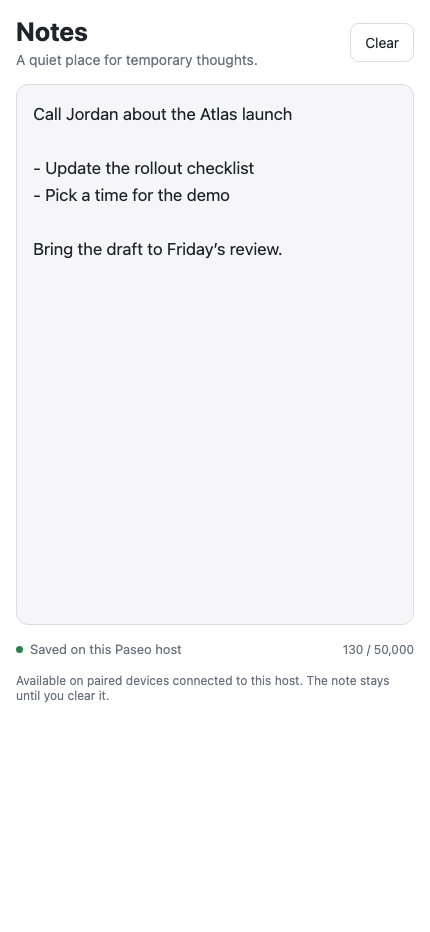 Notes
A quiet place for temporary thoughts.
Clear
Call Jordan about the Atlas launch
- Update the rollout checklist
- Pick a time for the demo
Bring the draft to Friday’s review.
Saved on this Paseo host
130 / 50,000
Available on paired devices connected to this host. The note stays
until you clear it.